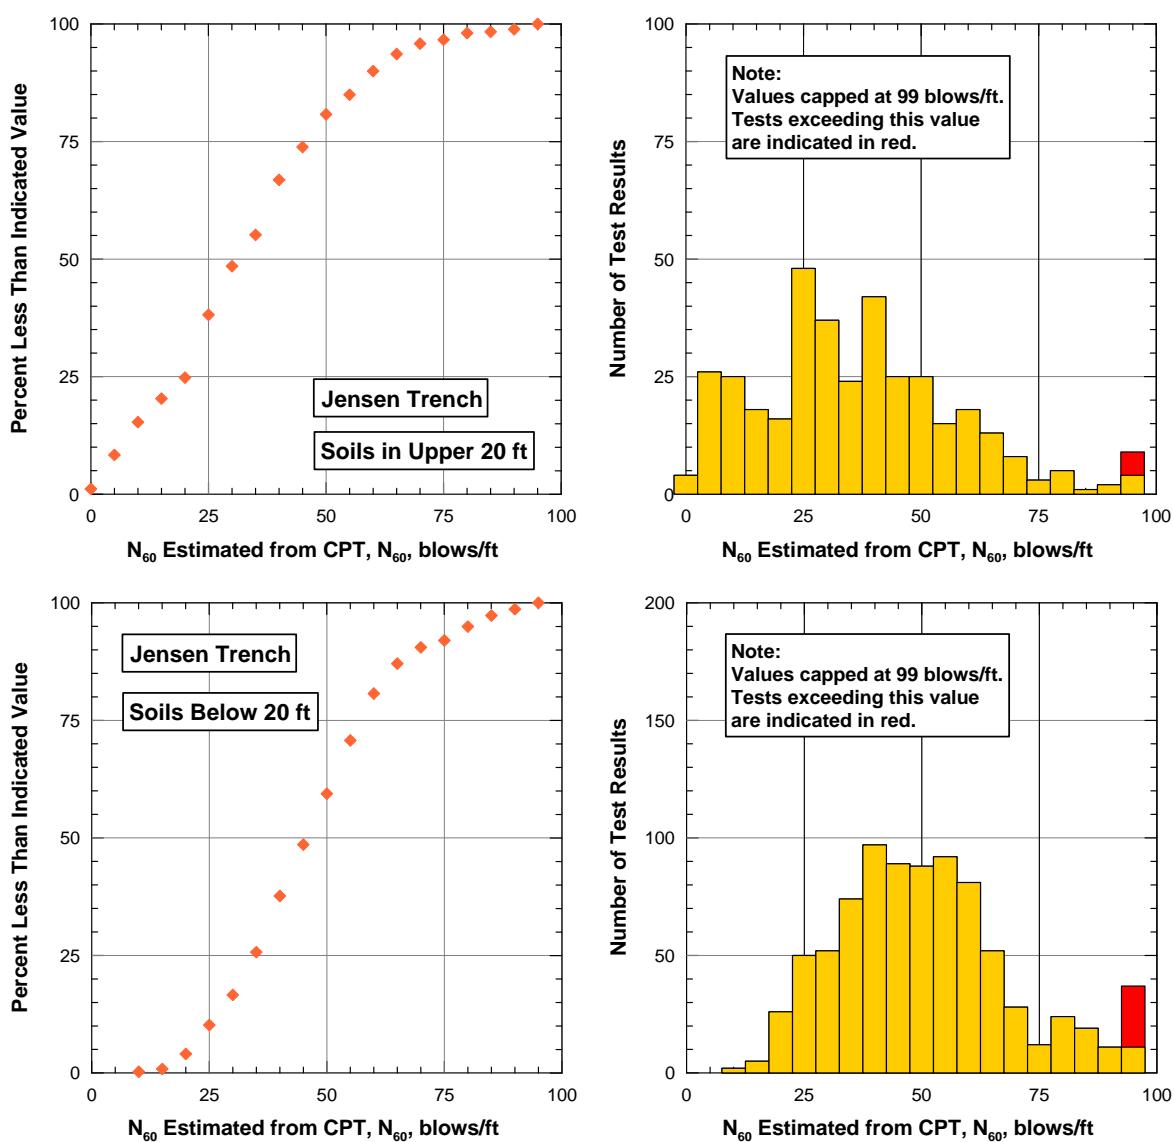 100
75
50
25
0
Percent Less Than Indicated Value
Jensen Trench
Soils in Upper 20 ft
0 25 50 75 100
N60 Estimated from CPT, N60, blows/ft
100
75
50
25
0
Number of Test Results
Note:
Values capped at 99 blows/ft.
Tests exceeding this value
are indicated in red.
0 25 50 75 100
N60 Estimated from CPT, N60, blows/ft
100
75
50
25
0
Percent Less Than Indicated Value
Jensen Trench
Soils Below 20 ft
0 25 50 75 100
N60 Estimated from CPT, N60, blows/ft
200
150
100
50
0
Number of Test Results
Note:
Values capped at 99 blows/ft.
Tests exceeding this value
are indicated in red.
0 25 50 75 100
N60 Estimated from CPT, N60, blows/ft